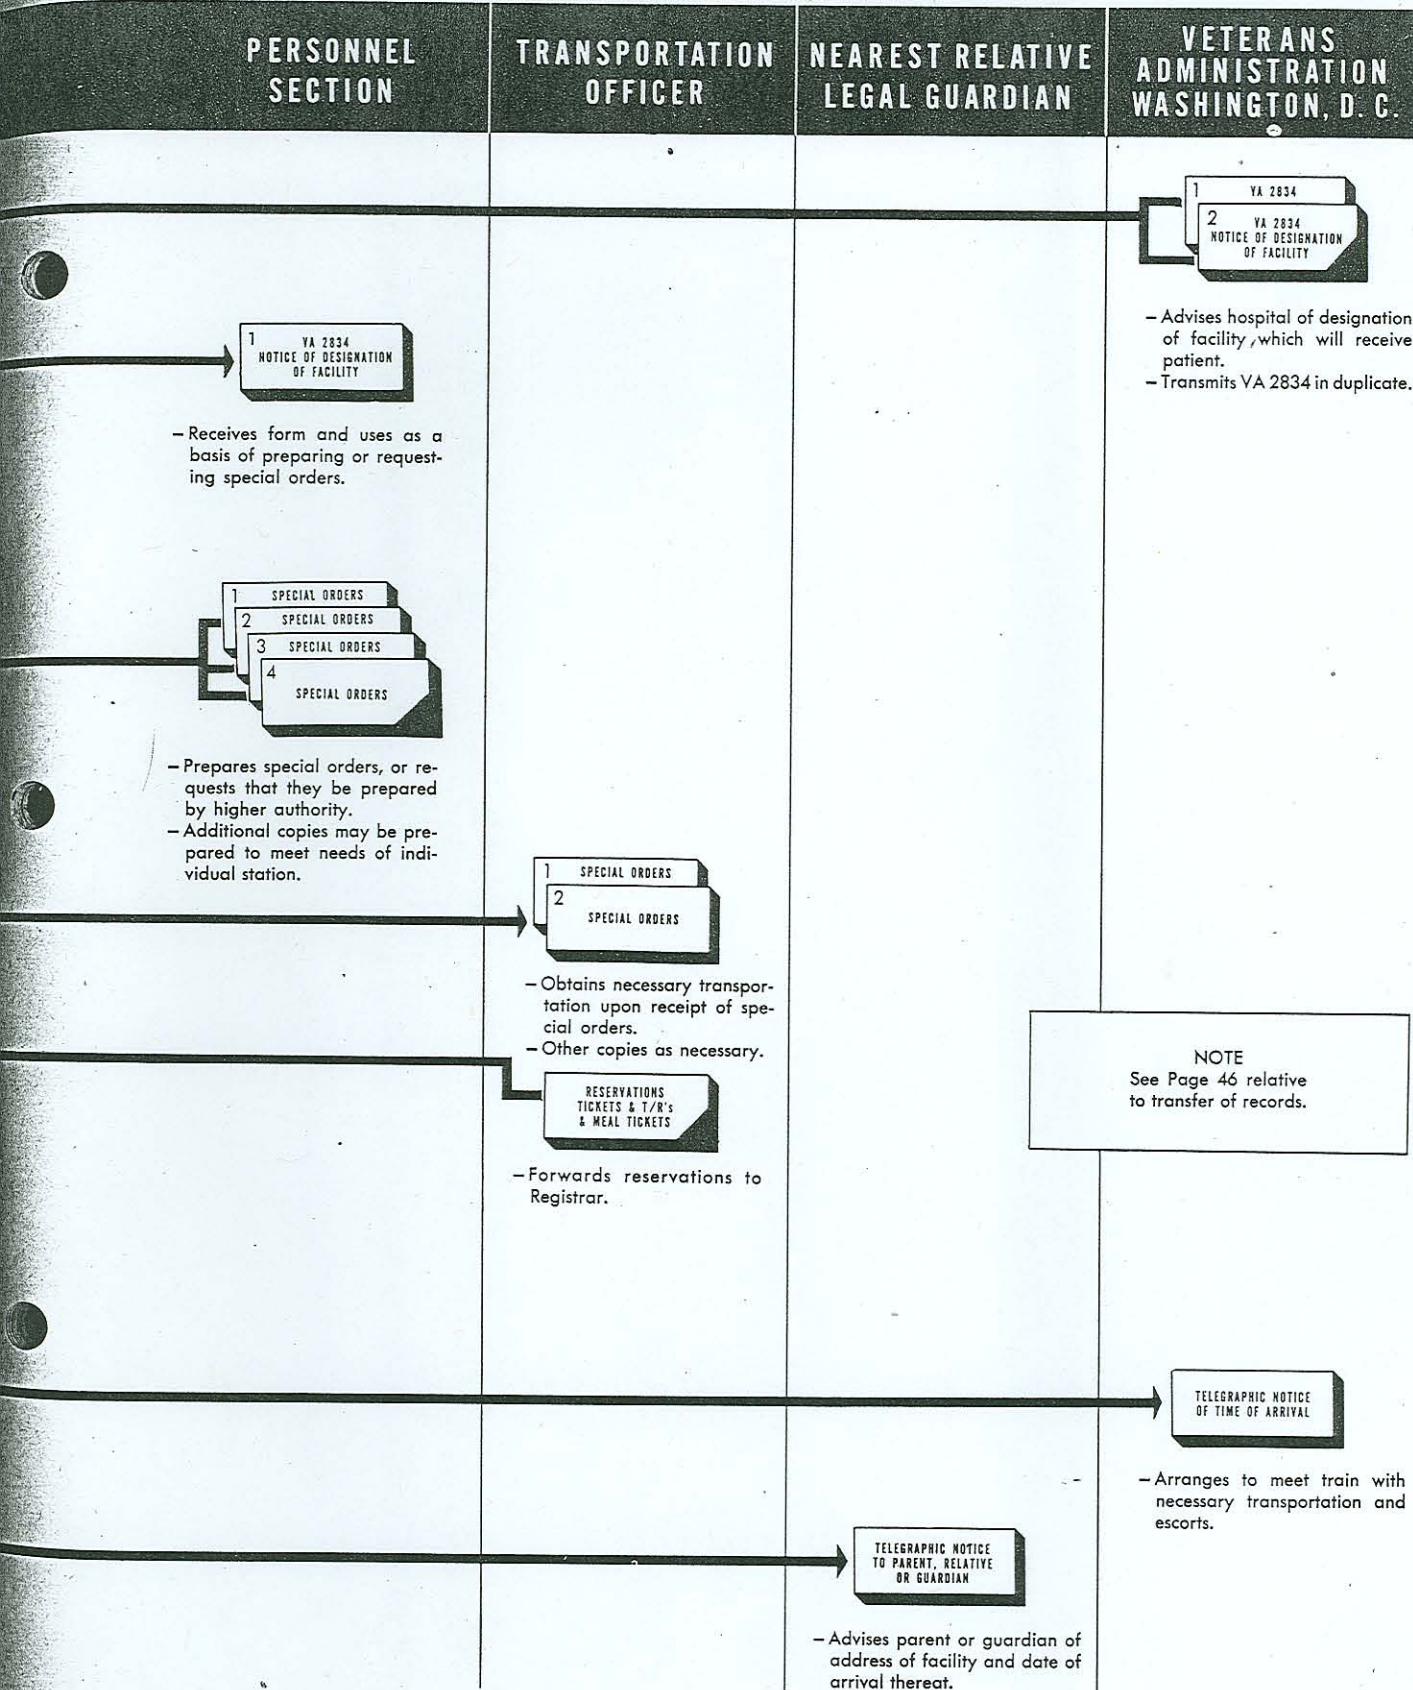 PERSONNEL
SECTION
TRANSPORTATION
OFFICER
NEAREST RELATIVE
LEGAL GUARDIAN
VETERANS
ADMINISTRATION
WASHINGTON, D. C.
1 VA 2834
2 VA 2834
NOTICE OF DESIGNATION
OF FACILITY
– Advises hospital of designation
of facility, which will receive
patient.
– Transmits VA 2834 in duplicate.
1 VA 2834
NOTICE OF DESIGNATION
OF FACILITY
– Receives form and uses as a
basis of preparing or request-
ing special orders.
1 SPECIAL ORDERS
2 SPECIAL ORDERS
3 SPECIAL ORDERS
4
SPECIAL ORDERS
– Prepares special orders, or re-
quests that they be prepared
by higher authority.
– Additional copies may be pre-
pared to meet needs of indi-
vidual station.
1 SPECIAL ORDERS
2
SPECIAL ORDERS
– Obtains necessary transpor-
tation upon receipt of spe-
cial orders.
– Other copies as necessary.
NOTE
See Page 46 relative
to transfer of records.
RESERVATIONS
TICKETS & T/R's
& MEAL TICKETS
– Forwards reservations to
Registrar.
TELEGRAPHIC NOTICE
OF TIME OF ARRIVAL
– Arranges to meet train with
necessary transportation and
escorts.
TELEGRAPHIC NOTICE
TO PARENT, RELATIVE
OR GUARDIAN
– Advises parent or guardian of
address of facility and date of
arrival thereat.